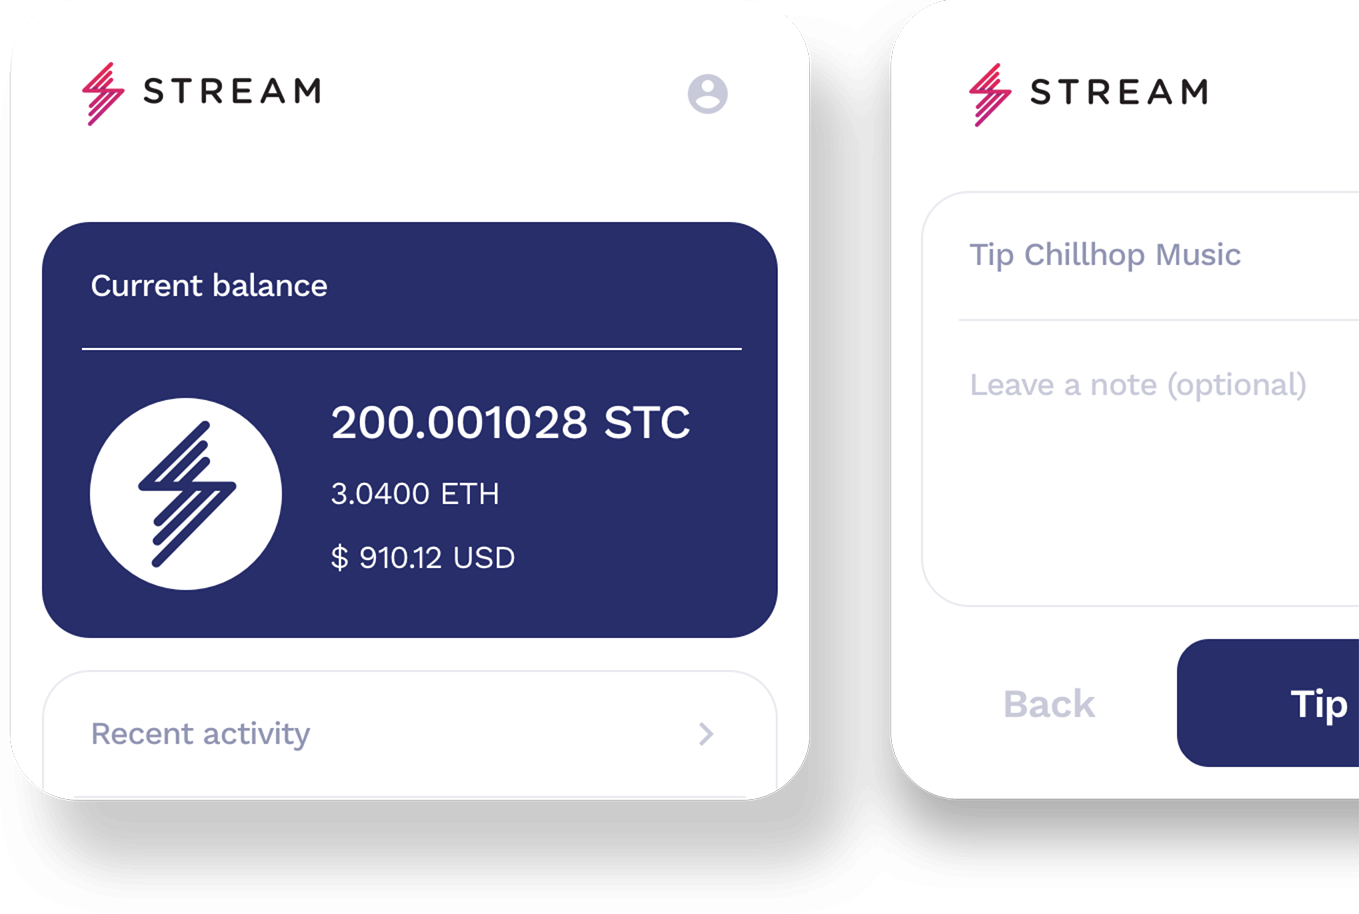 STREAM
Current balance
200.001028 STC
3.0400 ETH
$ 910.12 USD
Recent activity
STREAM
Tip Chillhop Music
Leave a note (optional)
Back
Tip